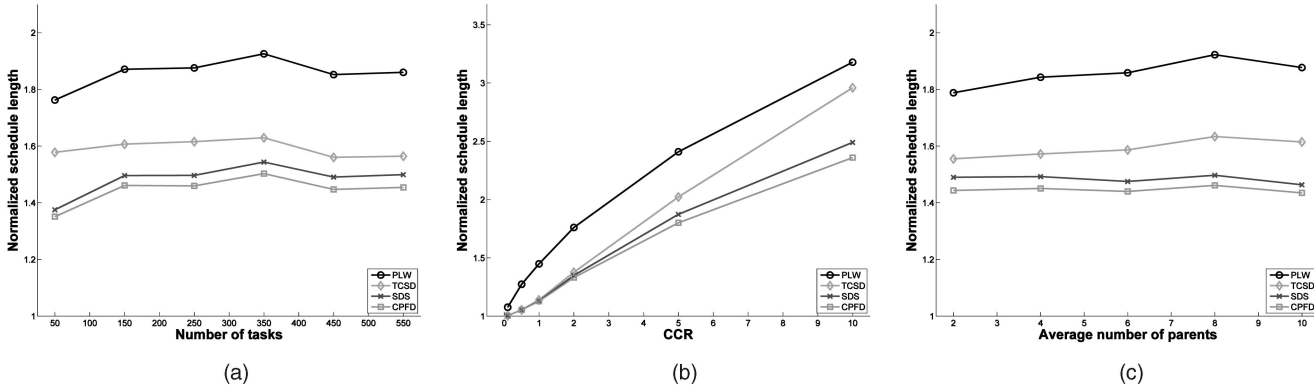 2
1.8
1.6
1.4
1.2
1
Normalized schedule length
50 100 150 200 250 300 350 400 450 500 550
Number of tasks
PLW
TCSD
SDS
CPFD
(a)
3.5
3
2.5
2
1.5
1
Normalized schedule length
0 1 2 3 4 5 6 7 8 9 10
CCR
PLW
TCSD
SDS
CPFD
(b)
2
1.8
1.6
1.4
1.2
1
Normalized schedule length
2 3 4 5 6 7 8 9 10
Average number of parents
PLW
TCSD
SDS
CPFD
(c)